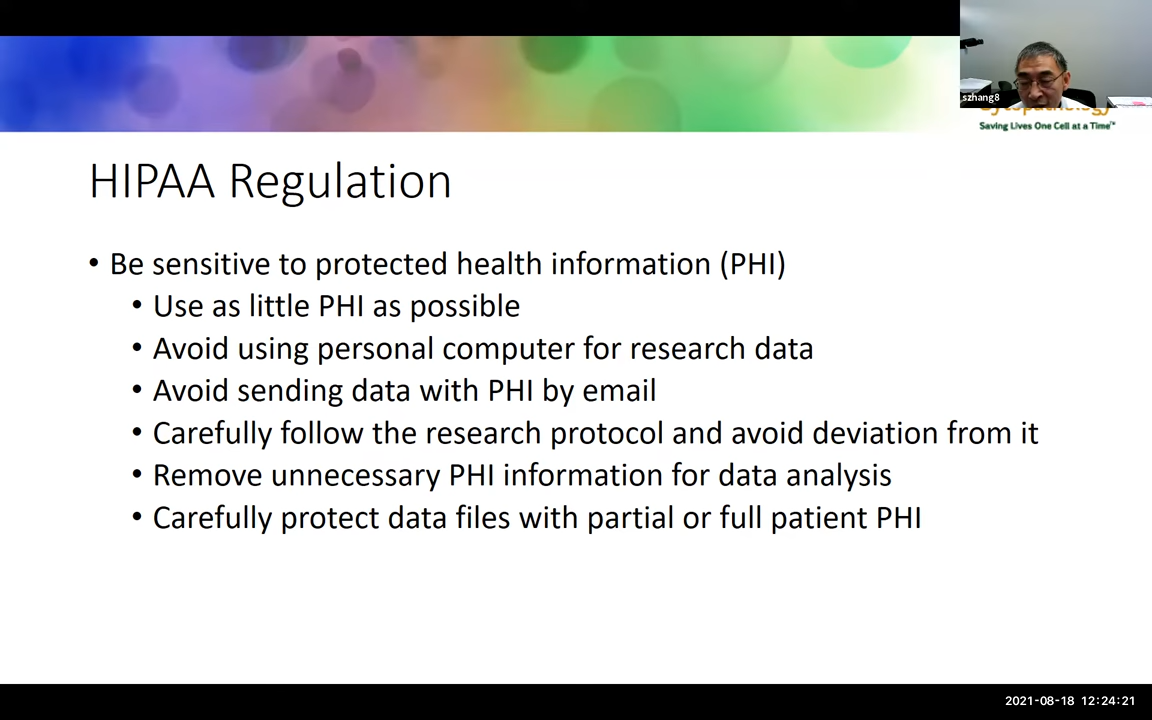 szhang8
Cytopathology
Saving Lives One Cell at a Time™
HIPAA Regulation
• Be sensitive to protected health information (PHI)
• Use as little PHI as possible
• Avoid using personal computer for research data
• Avoid sending data with PHI by email
• Carefully follow the research protocol and avoid deviation from it
• Remove unnecessary PHI information for data analysis
• Carefully protect data files with partial or full patient PHI
2021-08-18 12:24:21